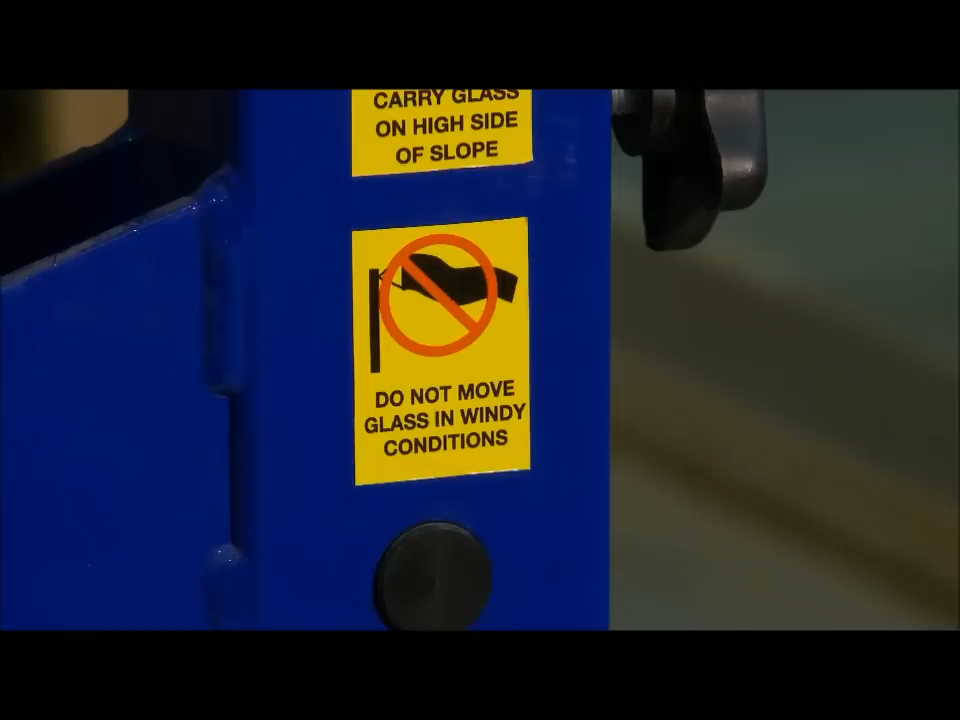 CARRY GLASS
ON HIGH SIDE
OF SLOPE
DO NOT MOVE
GLASS IN WINDY
CONDITIONS